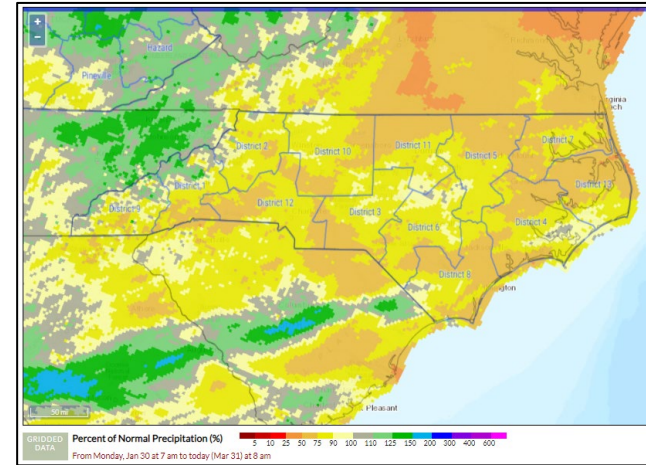 +
−
Hazard
Pineville
District 2
District 10
District 11
District 5
District 7
District 1
District 9
District 12
District 3
District 6
District 4
District 13
District 8
50 mi
GRIDDED DATA
Percent of Normal Precipitation (%)
5 10 25 50 75 90 100 110 125 150 200 300 400 600
From Monday, Jan 30 at 7 am to today (Mar 31) at 8 am
Pleasant